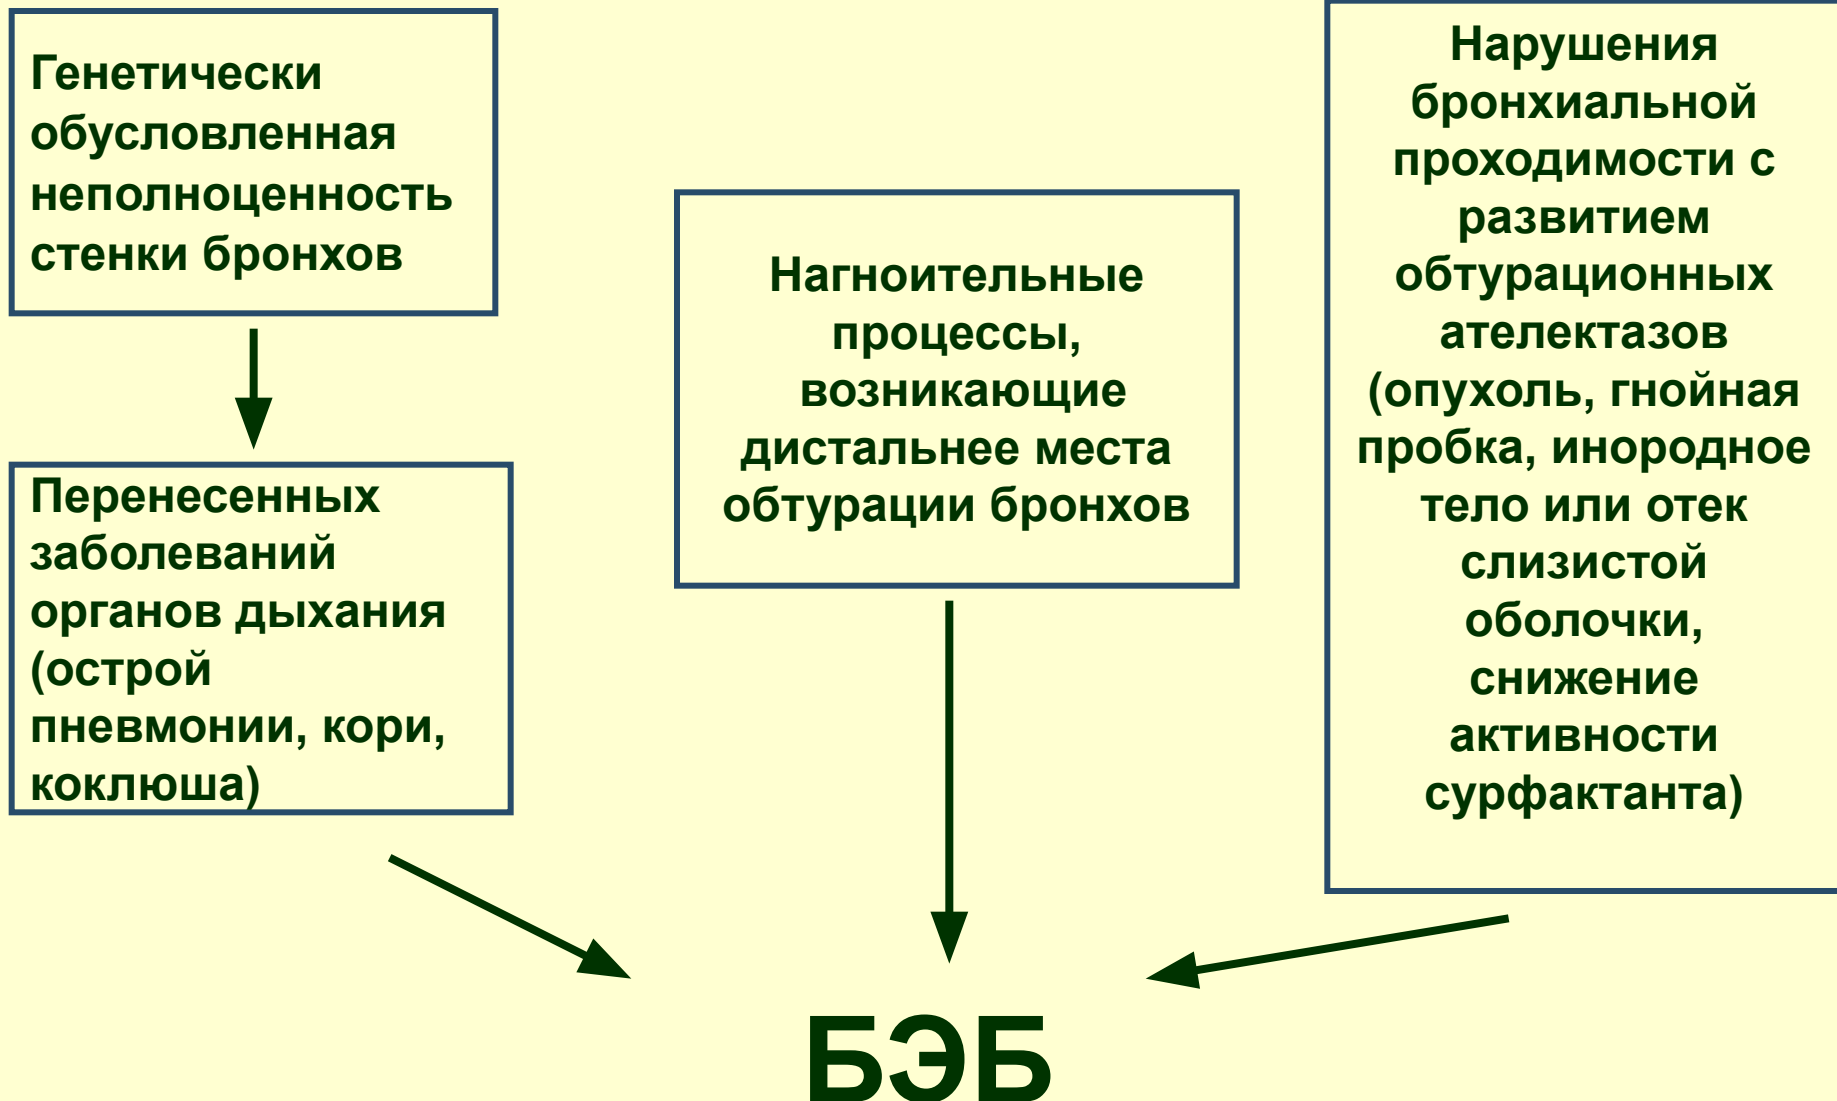 Генетически
обусловленная
неполноценность
стенки бронхов
Перенесенных
заболеваний
органов дыхания
(острой
пневмонии, кори,
коклюша)
Нагноительные
процессы,
возникающие
дистальнее места
обтурации бронхов
Нарушения
бронхиальной
проходимости с
развитием
обтурационных
ателектазов
(опухоль, гнойная
пробка, инородное
тело или отек
слизистой
оболочки,
снижение
активности
сурфактанта)
БЭБ